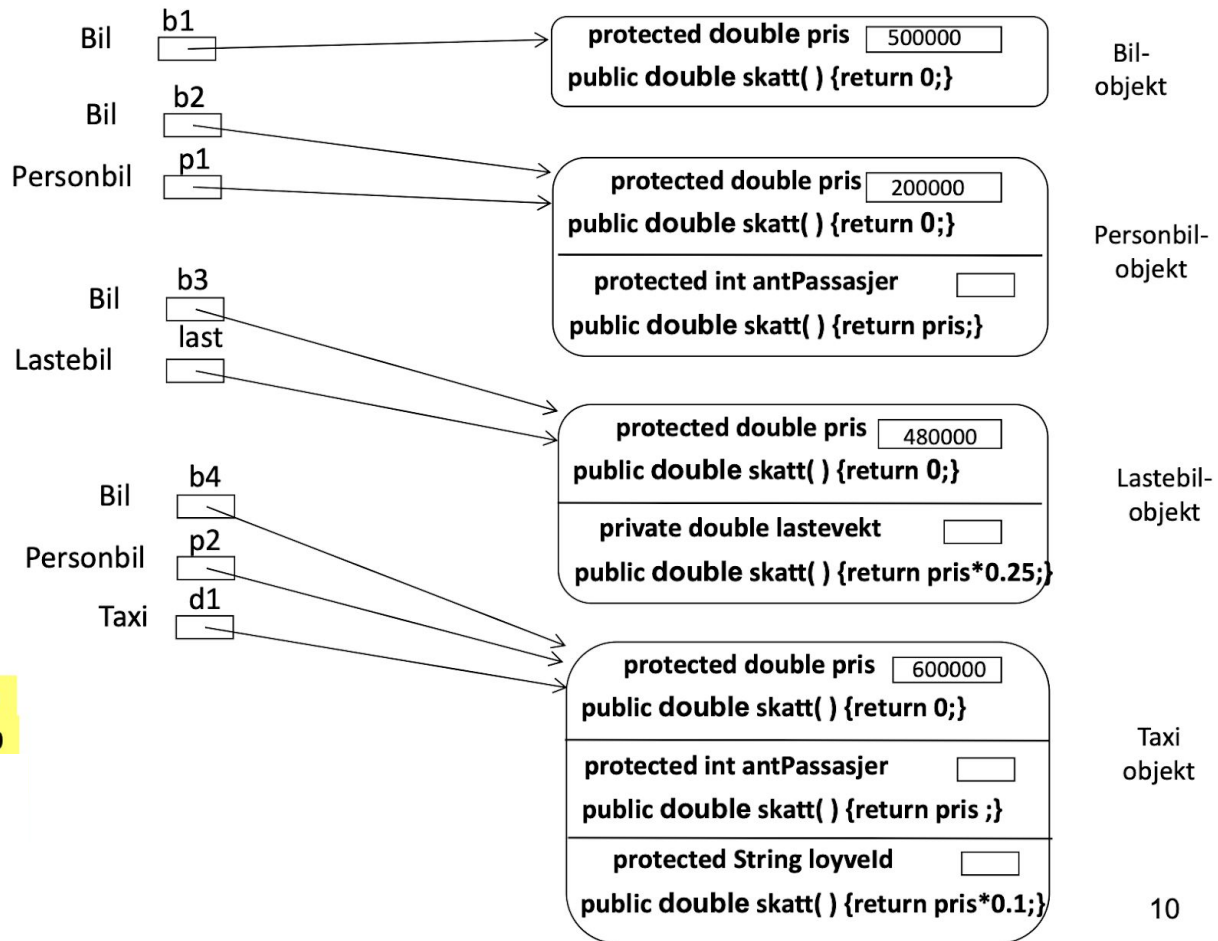 b1
Bil
protected double pris 500000
public double skatt( ) {return 0;}
Bil-
objekt
b2
Bil
p1
Personbil
protected double pris 200000
public double skatt( ) {return 0;}
protected int antPassasjer
public double skatt( ) {return pris;}
Personbil-
objekt
b3
Bil
last
Lastebil
protected double pris 480000
public double skatt( ) {return 0;}
private double lastevekt
public double skatt( ) {return pris*0.25;}
Lastebil-
objekt
b4
Bil
p2
Personbil
d1
Taxi
protected double pris 600000
public double skatt( ) {return 0;}
protected int antPassasjer
public double skatt( ) {return pris ;}
protected String loyveId
public double skatt( ) {return pris*0.1;}
Taxi
objekt
10